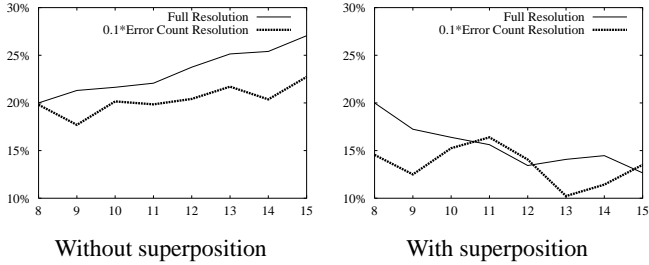 30%
25%
20%
15%
10%
8 9 10 11 12 13 14 15
Full Resolution
0.1*Error Count Resolution
Without superposition
30%
25%
20%
15%
10%
8 9 10 11 12 13 14 15
Full Resolution
0.1*Error Count Resolution
With superposition